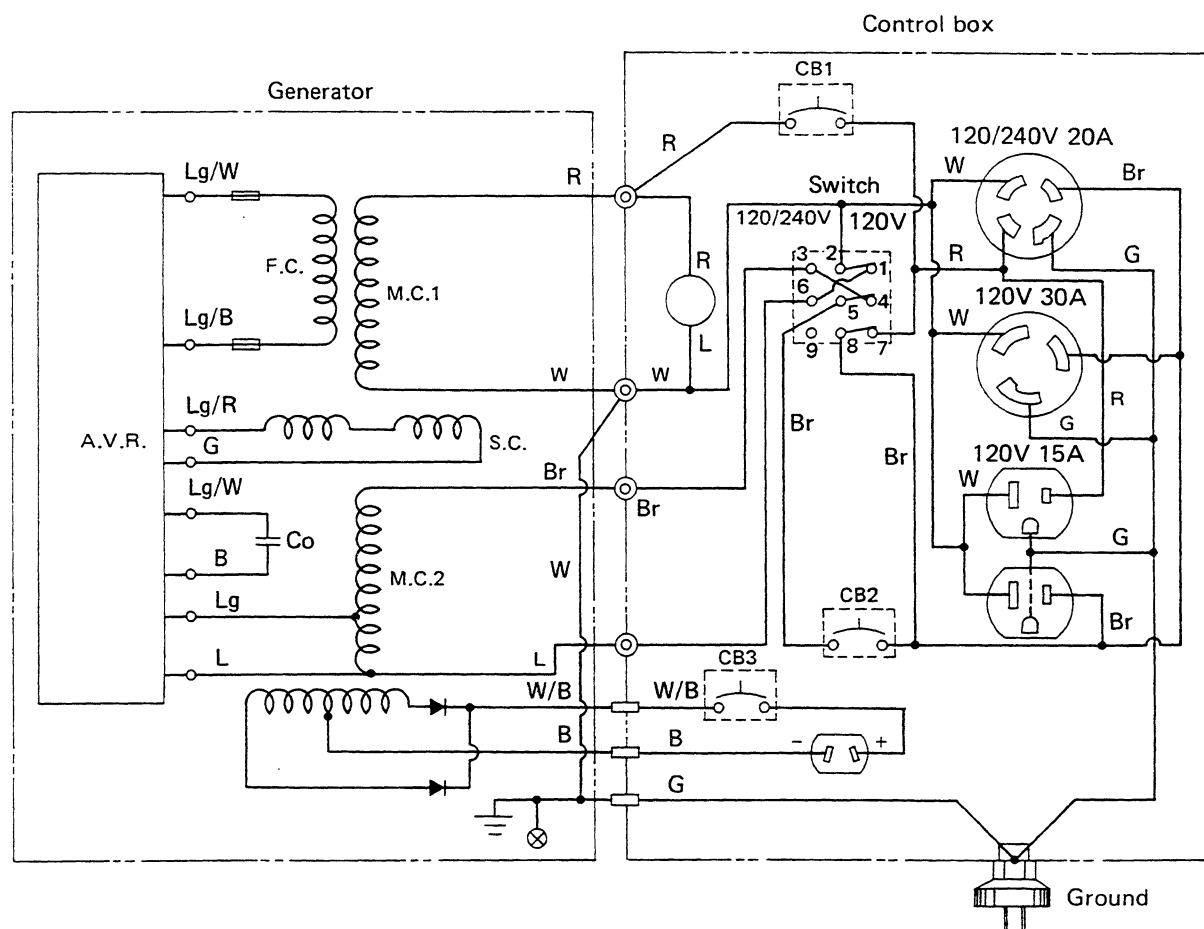 Control box
CB1
Generator
120/240V 20A
R
W
Br
Lg/W
R
Switch
120/240V
120V
F.C.
M.C.1
3 2 1
R
R
G
6 5 4
120V 30A
Lg/B
L
9 8 7
W
W
W
Lg/R
Br
R
G
A.V.R.
G
S.C.
Br
120V 15A
Br
W
Lg/W
Br
Co
G
B
W
M.C.2
CB2
Lg
Br
L
L
CB3
W/B
W/B
B
B
- +
G
Ground